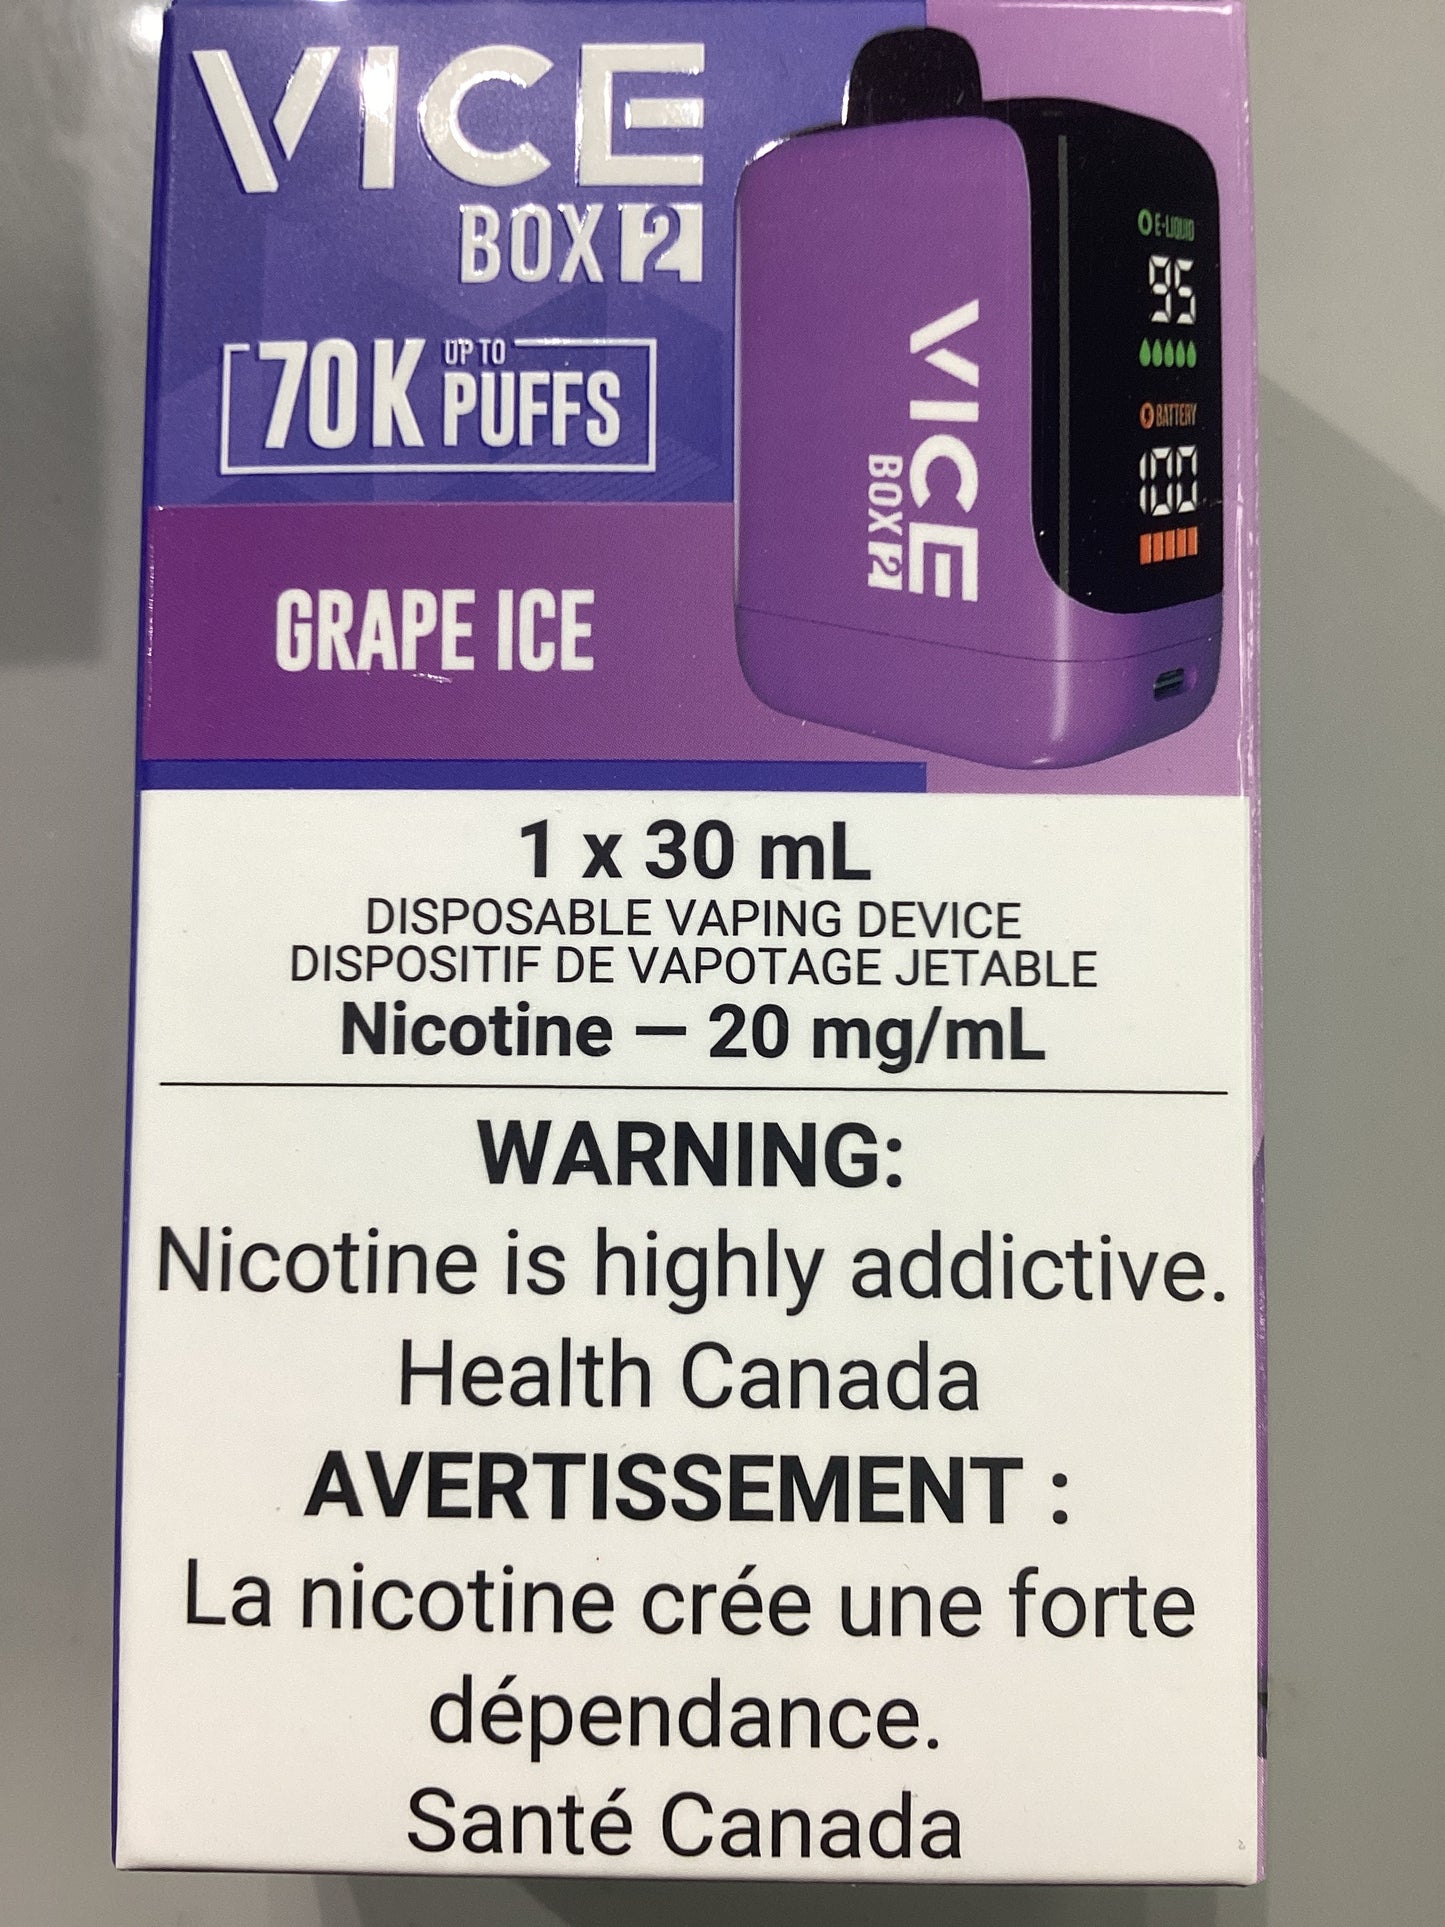 VICE
BOX 2
70K UP TO PUFFS
GRAPE ICE
VICE
BOX 2
E-LIQUID
95
BATTERY
100
1 x 30 mL
DISPOSABLE VAPING DEVICE
DISPOSITIF DE VAPOTAGE JETABLE
Nicotine — 20 mg/mL
WARNING:
Nicotine is highly addictive.
Health Canada
AVERTISSEMENT :
La nicotine crée une forte
dépendance.
Santé Canada